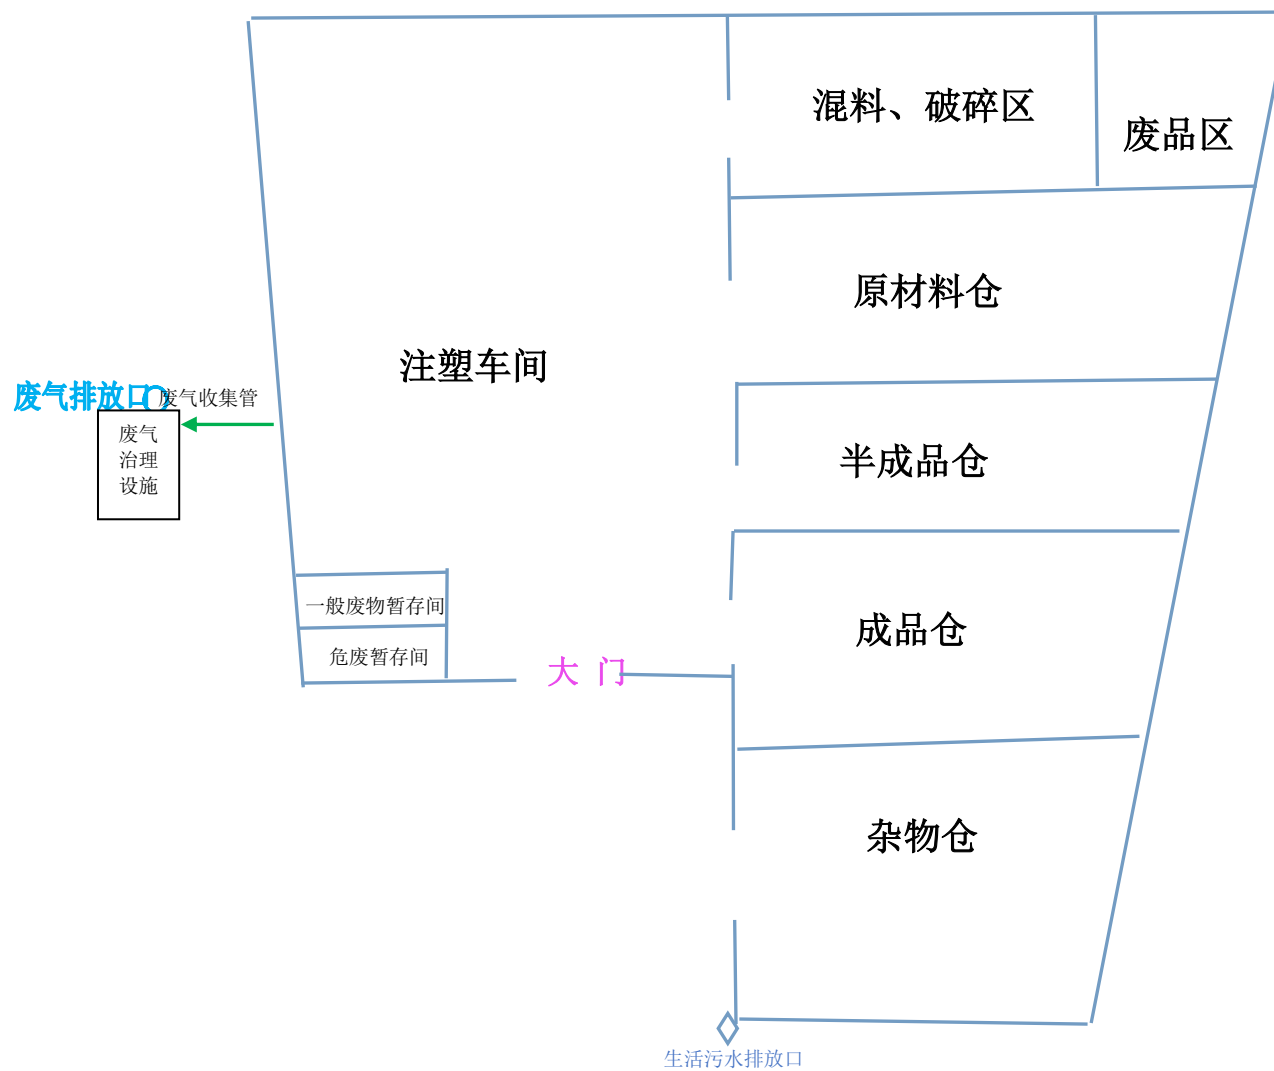 混料、破碎区
废品区
原材料仓
注塑车间
废气排放口
废气收集管
废气
治理
设施
半成品仓
一般废物暂存间
成品仓
危废暂存间
大 门
杂物仓
生活污水排放口